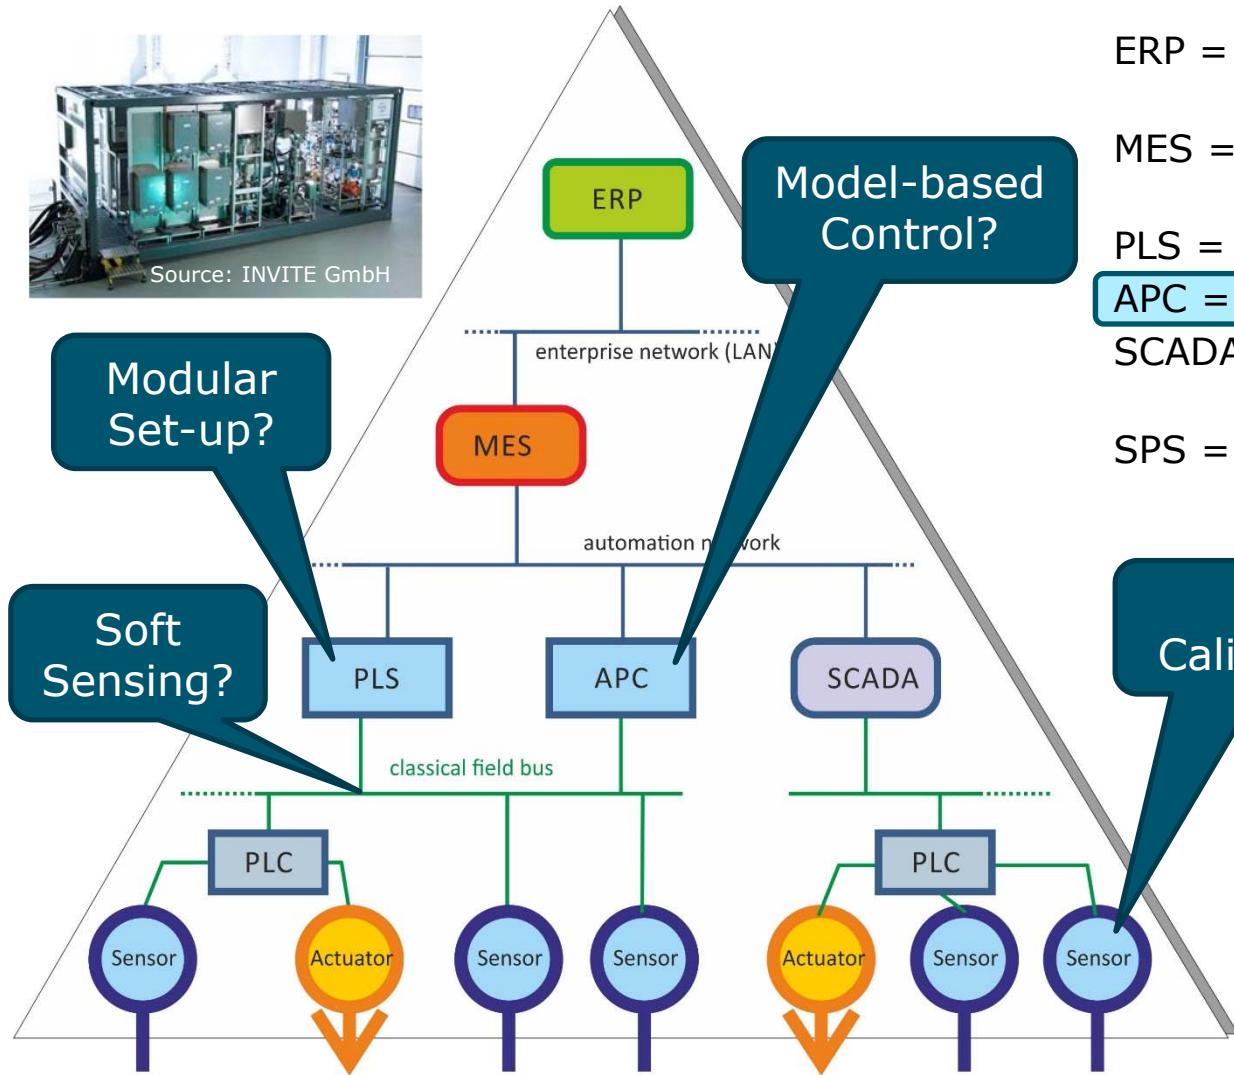 ERP =
MES =
PLS =
APC =
SCADA
SPS =
Source: INVITE GmbH
ERP
Model-based
Control?
enterprise network (LAN)
Modular
Set-up?
MES
automation network
Soft
Sensing?
PLS
APC
SCADA
Cali
classical field bus
PLC
PLC
Sensor
Actuator
Sensor
Sensor
Actuator
Sensor
Sensor